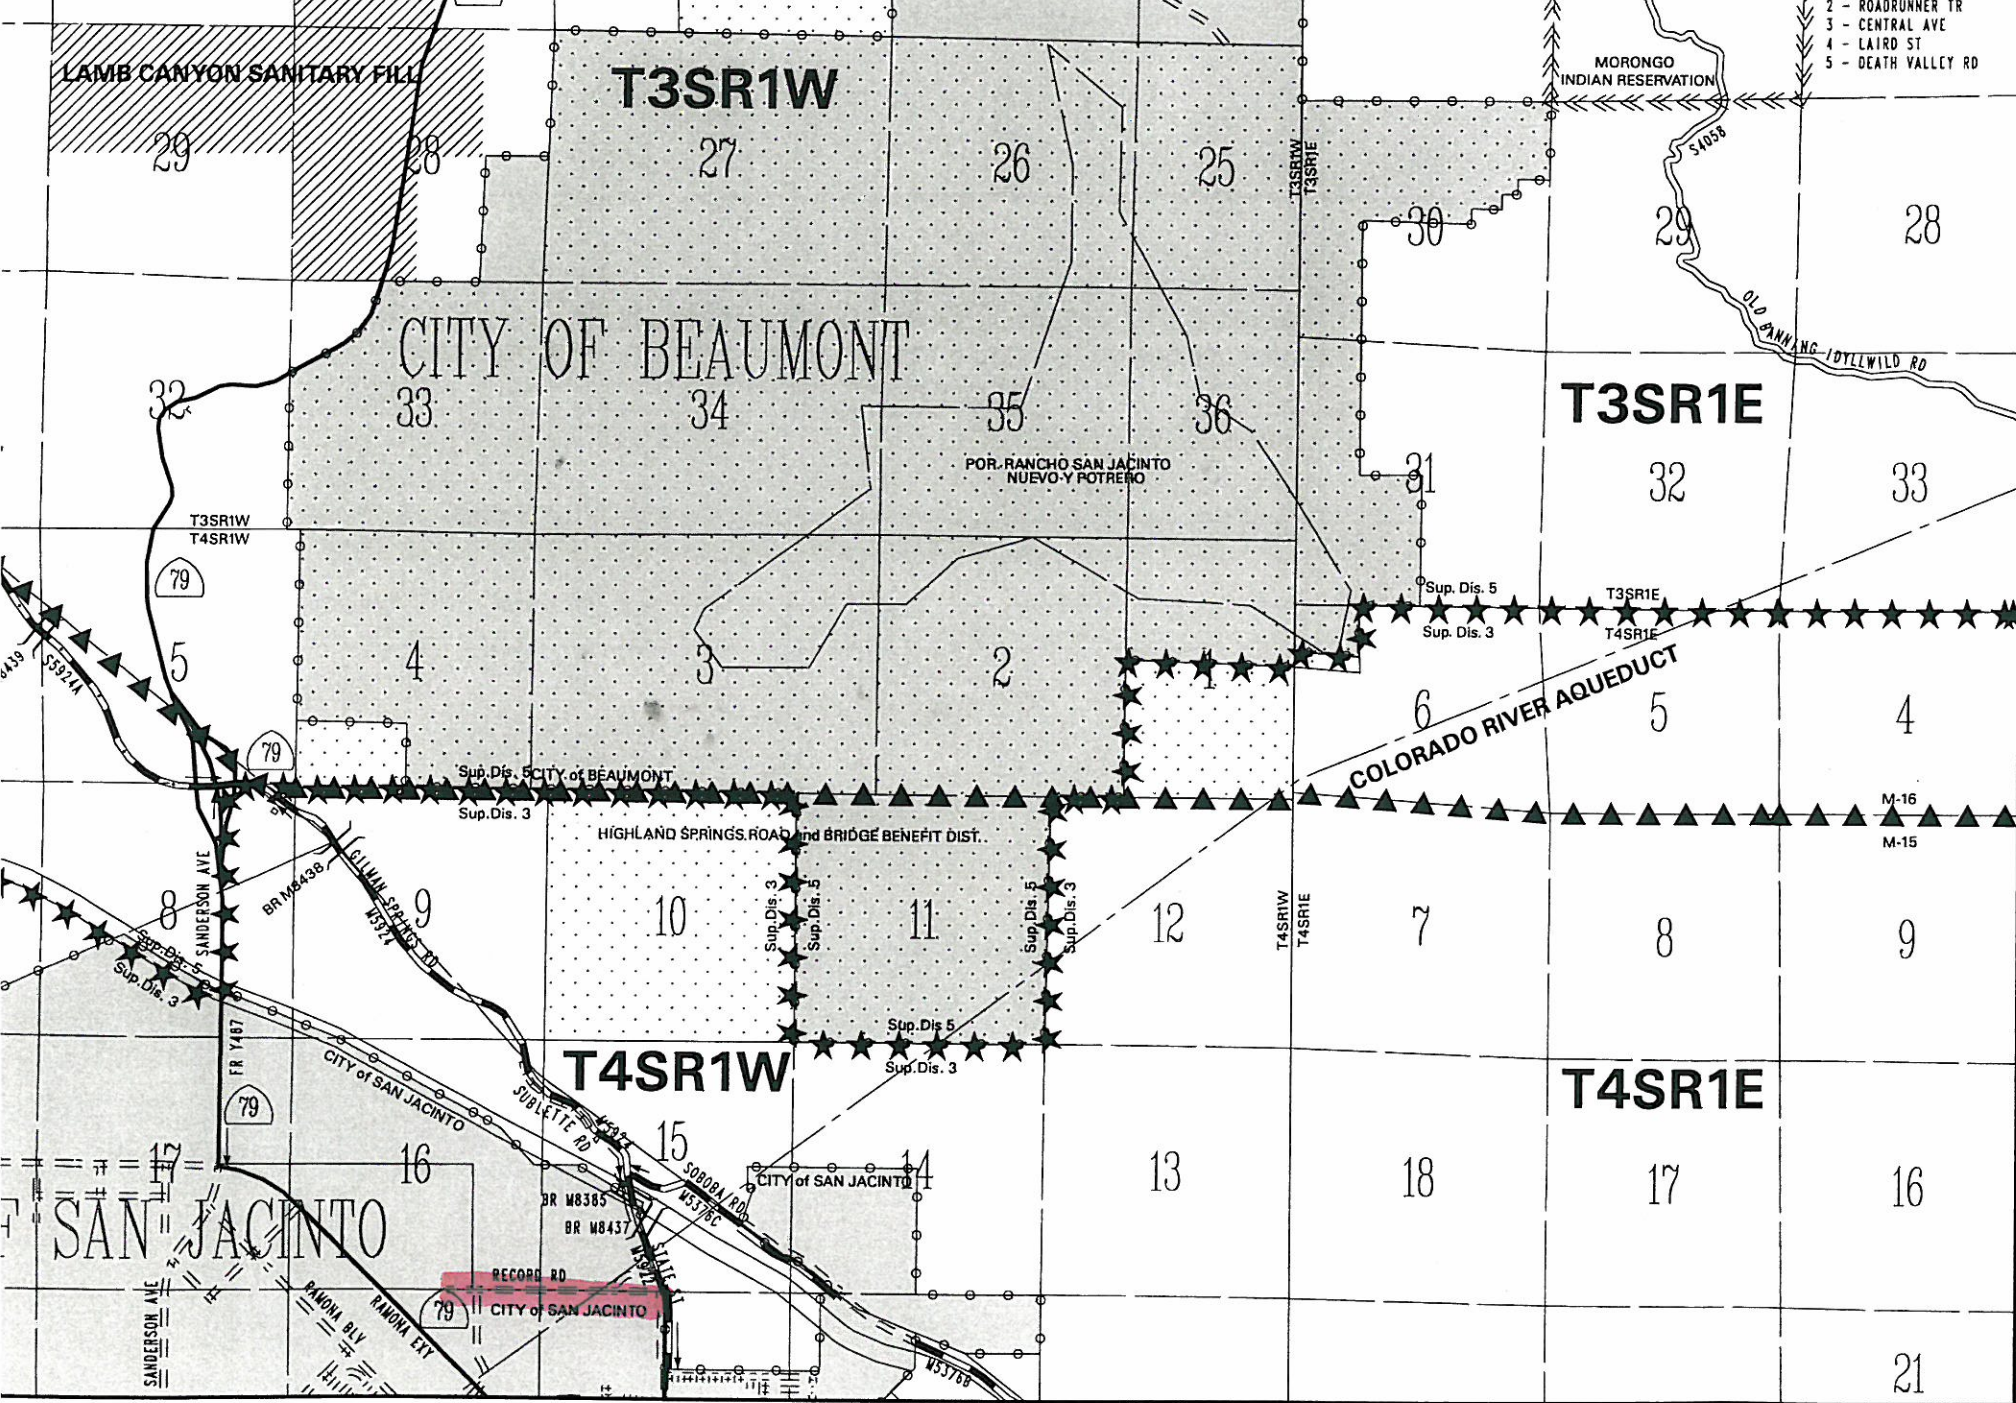 2 - ROADRUNNER TR
3 - CENTRAL AVE
4 - LAIRD ST
5 - DEATH VALLEY RD
MORONGO
INDIAN RESERVATION
LAMB CANYON SANITARY FILL
T3SR1W
29
28
27
26
25
T3SR1W
T3SR1E
30
29
28
S4058
OLD BANNING IDYLLWILD RD
CITY OF BEAUMONT
32
33
34
35
36
31
T3SR1E
32
33
POR. RANCHO SAN JACINTO
NUEVO Y POTRERO
T3SR1W
T4SR1W
79
Sup. Dis. 5
Sup. Dis. 3
T3SR1E
T4SR1E
S5924A
5
4
3
2
1
6
5
4
COLORADO RIVER AQUEDUCT
79
Sup.Dis. 5
CITY of BEAUMONT
Sup.Dis. 3
M-16
M-15
HIGHLAND SPRINGS ROAD and BRIDGE BENEFIT DIST.
SANDERSON AVE
BR M8438
GILMAN SPRINGS RD
M5924
8
9
10
11
12
7
8
9
Sup.Dis. 3
Sup.Dis. 5
Sup.Dis. 5
Sup.Dis. 3
T4SR1W
T4SR1E
Sup.Dis. 5
Sup.Dis. 3
Sup.Dis 5
Sup.Dis. 3
FR Y487
CITY of SAN JACINTO
T4SR1W
T4SR1E
79
SUBLETTE RD
17
16
15
14
13
18
17
16
SOBOBA RD
M5376C
CITY of SAN JACINTO
BR M8385
BR M8437
F SAN JACINTO
STATE ST
RECORD RD
CITY of SAN JACINTO
79
SANDERSON AVE
RAMONA BLV
RAMONA EXY
M5376B
21